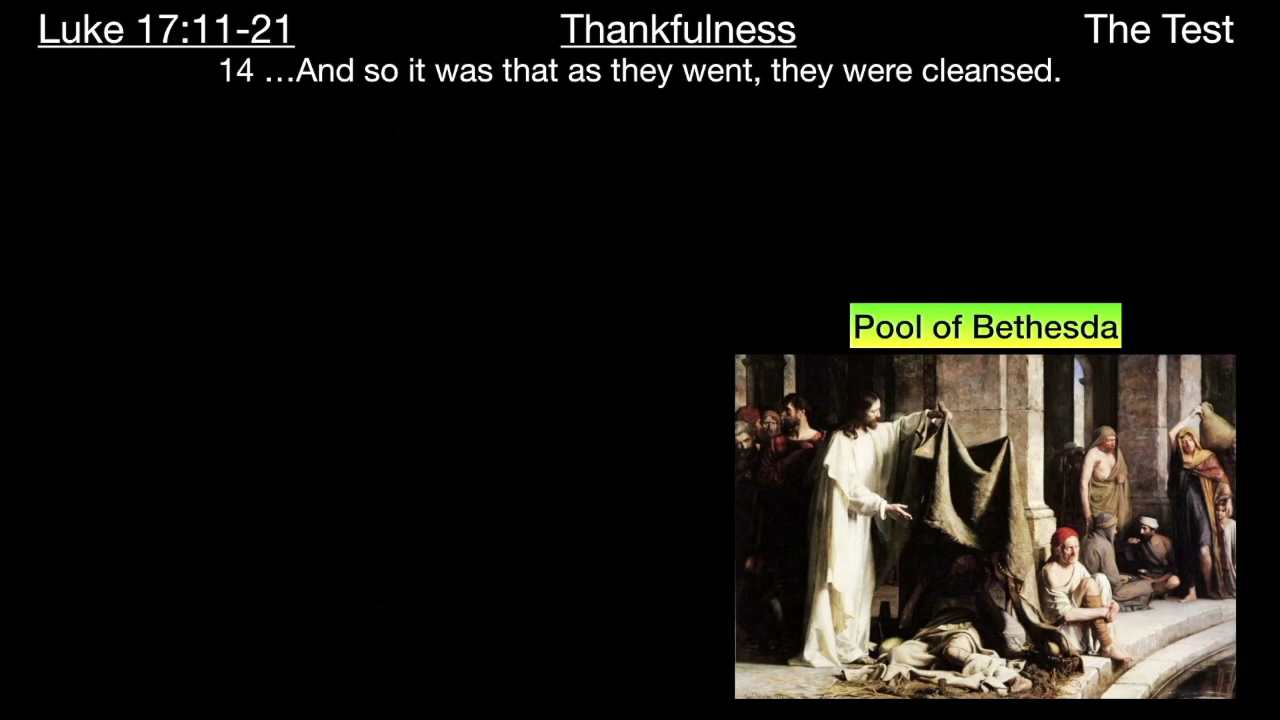 Luke 17:11-21 Thankfulness The Test
14 …And so it was that as they went, they were cleansed.
Pool of Bethesda